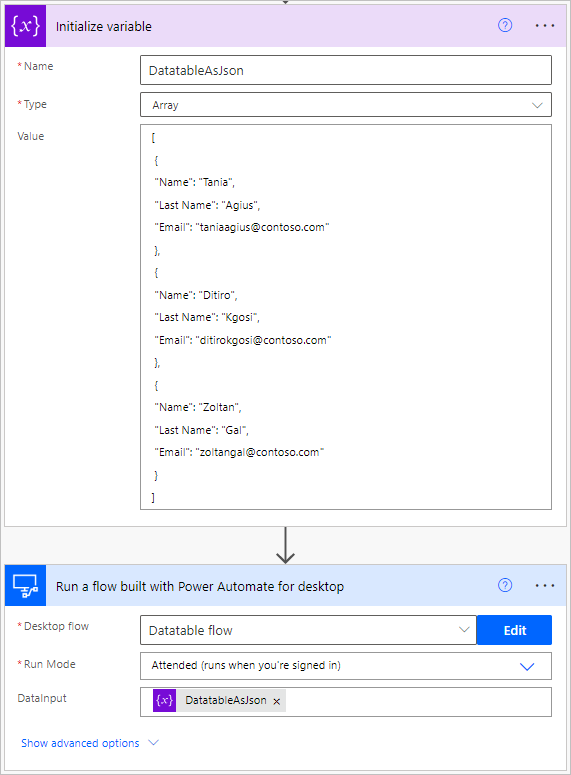 {x} Initialize variable ? ...
* Name DatatableAsJson
* Type Array
Value [
{
"Name": "Tania",
"Last Name": "Agius",
"Email": "taniaagius@contoso.com"
},
{
"Name": "Ditiro",
"Last Name": "Kgosi",
"Email": "ditirokgosi@contoso.com"
},
{
"Name": "Zoltan",
"Last Name": "Gal",
"Email": "zoltangal@contoso.com"
}
]
Run a flow built with Power Automate for desktop ? ...
* Desktop flow Datatable flow Edit
* Run Mode Attended (runs when you're signed in)
DataInput {x} DatatableAsJson ×
Show advanced options